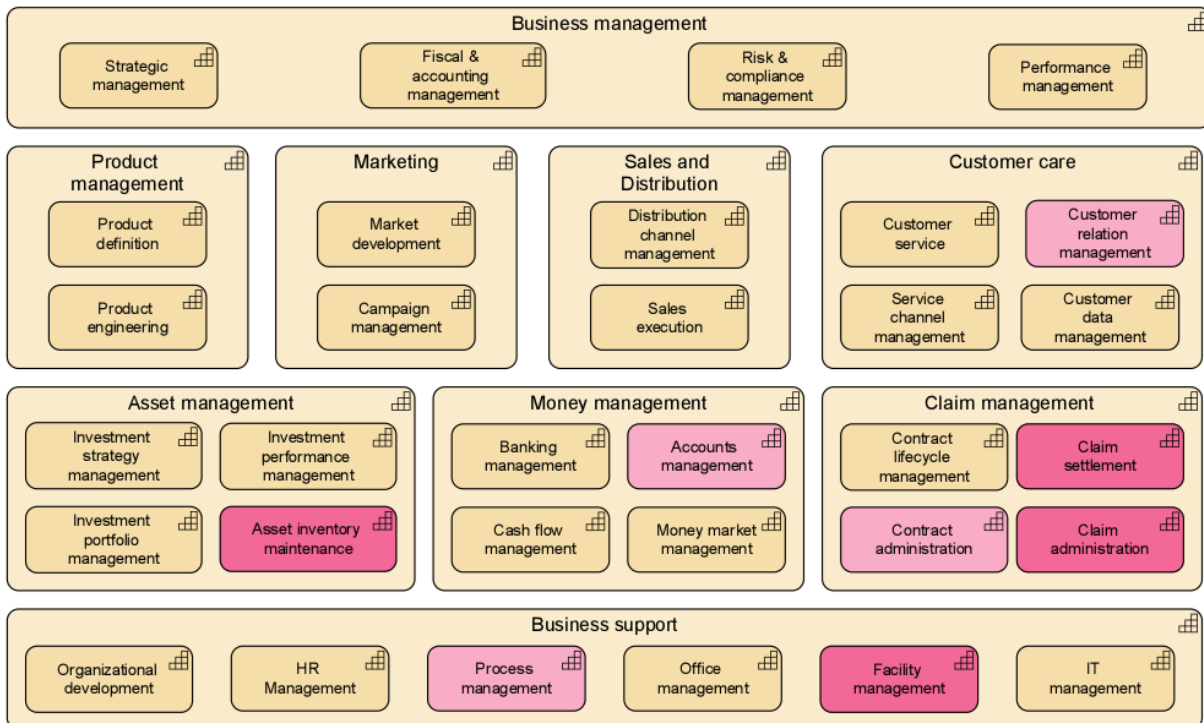 Business management
Strategic
management
Fiscal &
accounting
management
Risk &
compliance
management
Performance
management
Product
management
Product
definition
Product
engineering
Marketing
Market
development
Campaign
management
Sales and
Distribution
Distribution
channel
management
Sales
execution
Customer care
Customer
service
Customer
relation
management
Service
channel
management
Customer
data
management
Asset management
Investment
strategy
management
Investment
performance
management
Investment
portfolio
management
Asset inventory
maintenance
Money management
Banking
management
Accounts
management
Cash flow
management
Money market
management
Claim management
Contract
lifecycle
management
Claim
settlement
Contract
administration
Claim
administration
Business support
Organizational
development
HR
Management
Process
management
Office
management
Facility
management
IT
management